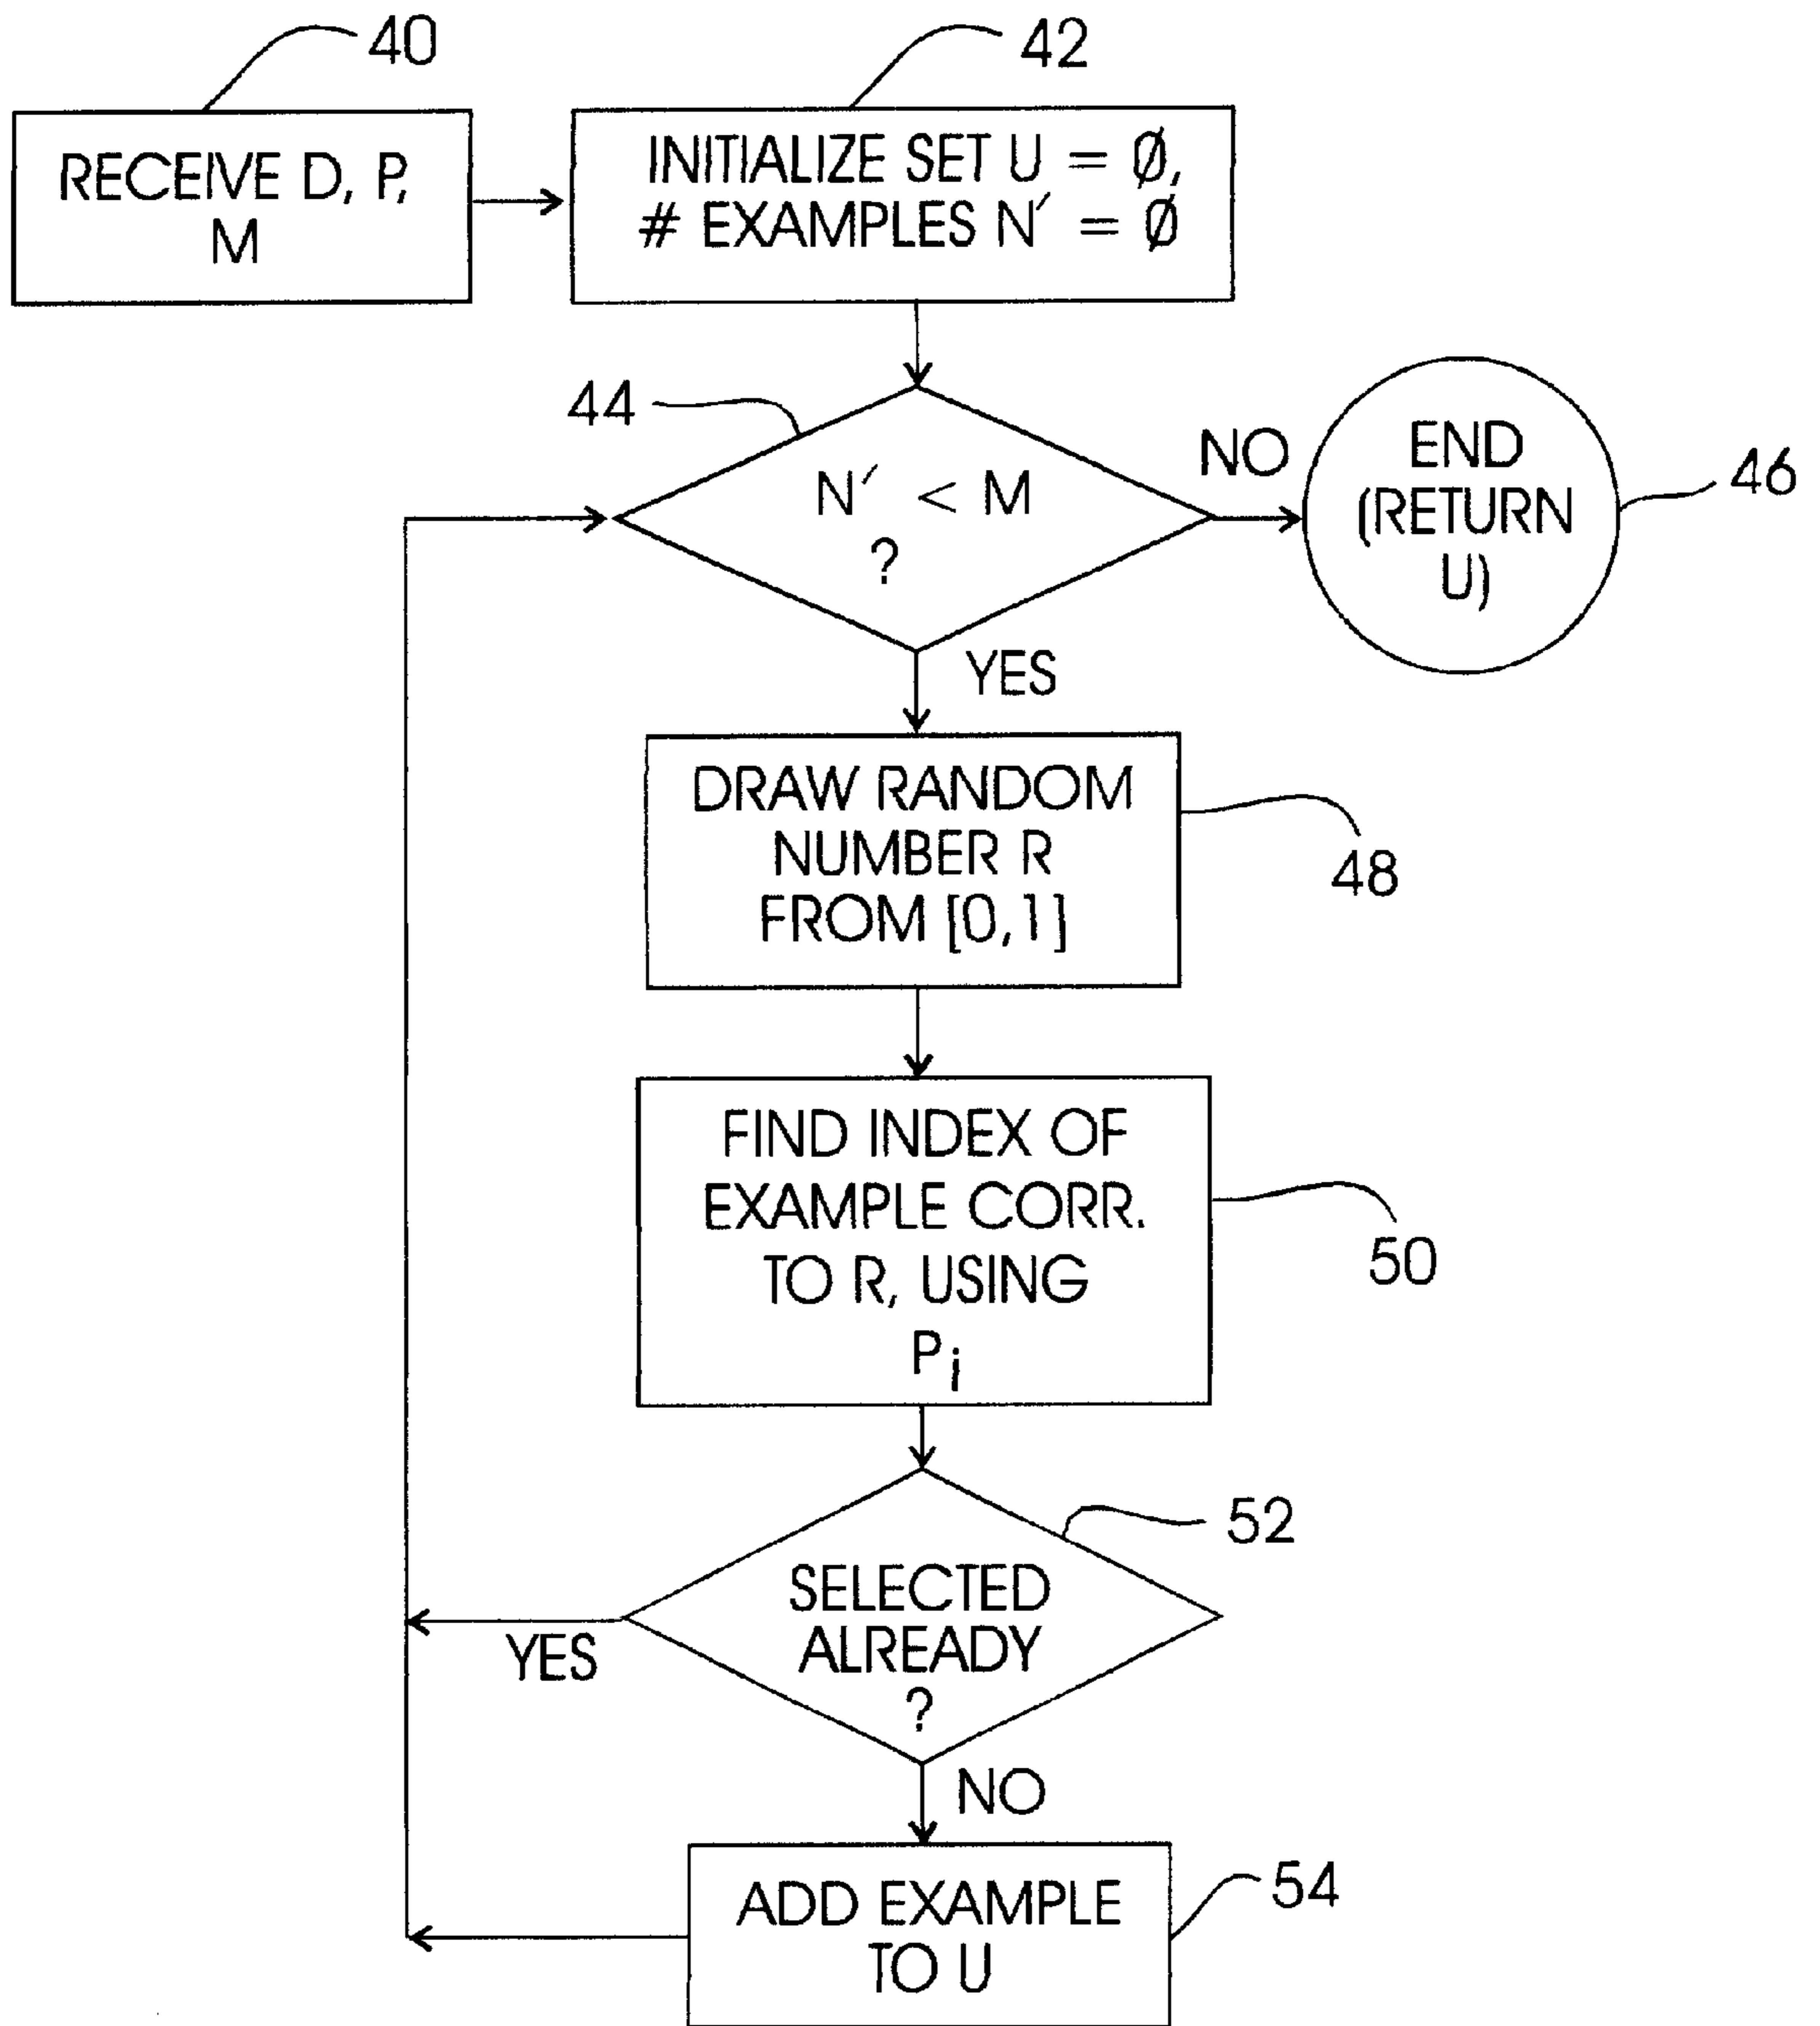 40
42
RECEIVE D, P,
M
INITIALIZE SET U = Ø,
# EXAMPLES N′ = Ø
44
N′ < M
?
NO
END
(RETURN
U)
46
YES
DRAW RANDOM
NUMBER R
FROM [0,1]
48
FIND INDEX OF
EXAMPLE CORR.
TO R, USING
Pi
50
52
SELECTED
ALREADY
?
YES
NO
ADD EXAMPLE
TO U
54